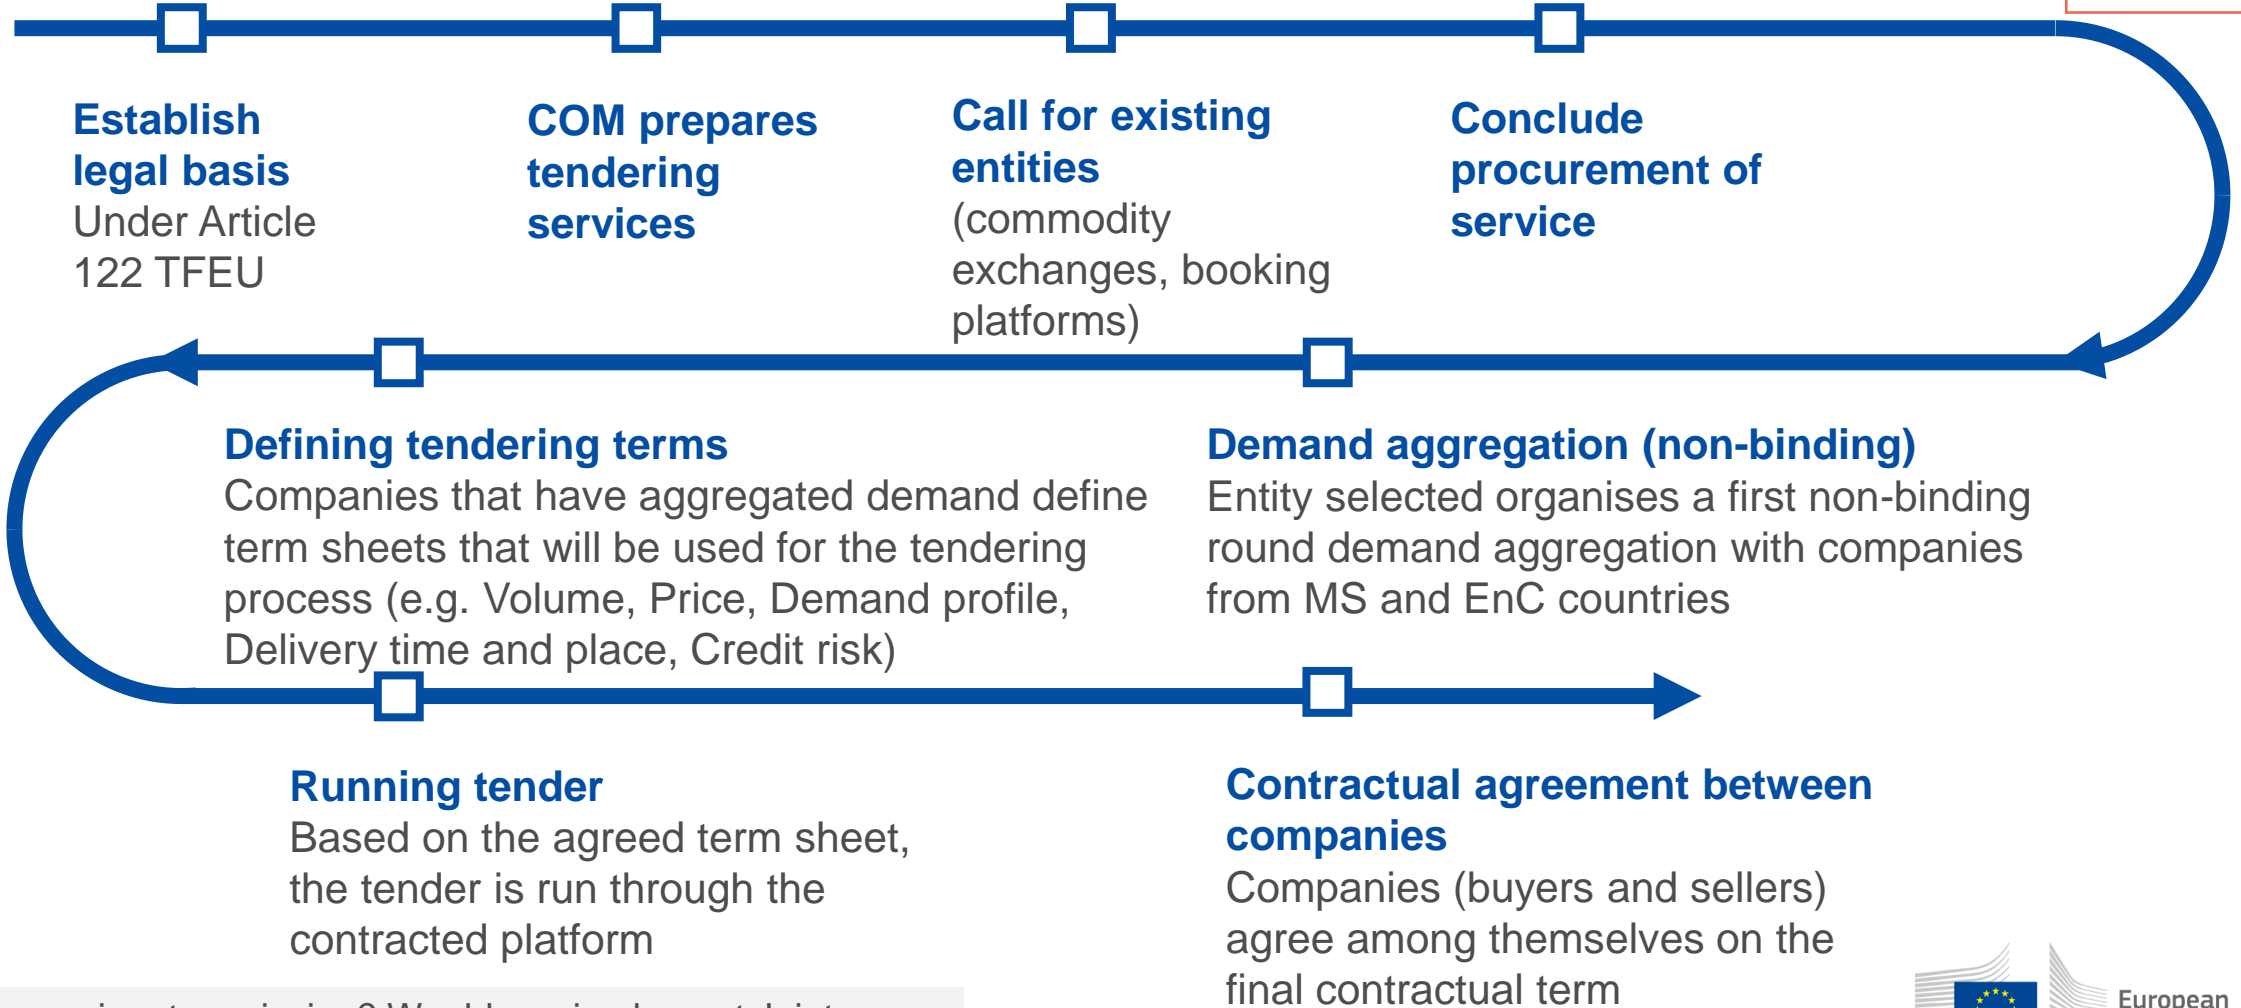 Establish
legal basis
Under Article
122 TFEU
COM prepares
tendering
services
Call for existing
entities
(commodity
exchanges, booking
platforms)
Conclude
procurement of
service
Demand aggregation (non-binding)
Entity selected organises a first non-binding
round demand aggregation with companies
from MS and EnC countries
Defining tendering terms
Companies that have aggregated demand define
term sheets that will be used for the tendering
process (e.g. Volume, Price, Demand profile,
Delivery time and place, Credit risk)
Running tender
Based on the agreed term sheet,
the tender is run through the
contracted platform
Contractual agreement between
companies
Companies (buyers and sellers)
agree among themselves on the
final contractual term
European